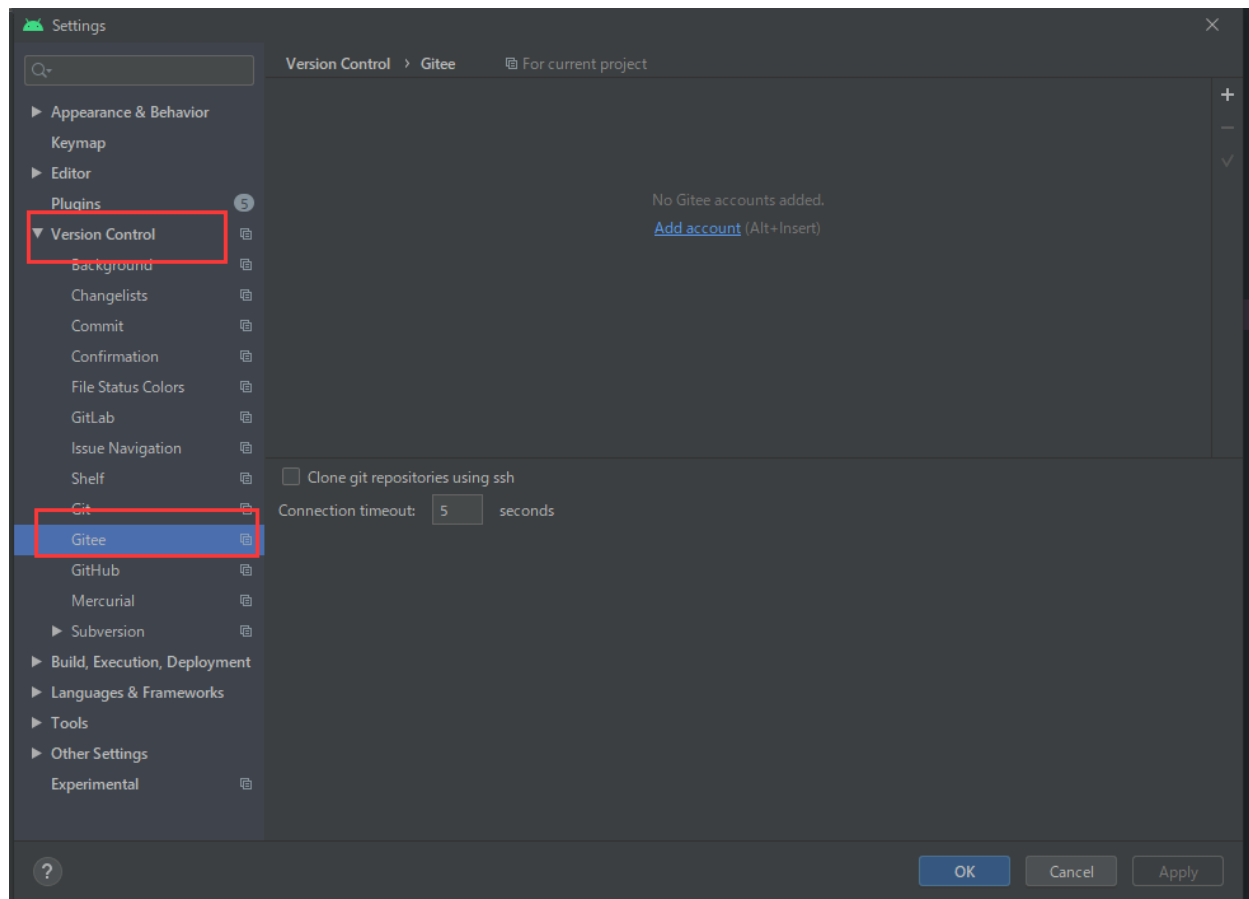 Settings
Version Control › Gitee For current project
Appearance & Behavior
Keymap
Editor
Plugins 5
Version Control
Background
Changelists
Commit
Confirmation
File Status Colors
GitLab
Issue Navigation
Shelf
Git
Gitee
GitHub
Mercurial
Subversion
Build, Execution, Deployment
Languages & Frameworks
Tools
Other Settings
Experimental
No Gitee accounts added.
Add account (Alt+Insert)
Clone git repositories using ssh
Connection timeout: 5 seconds
? OK Cancel Apply